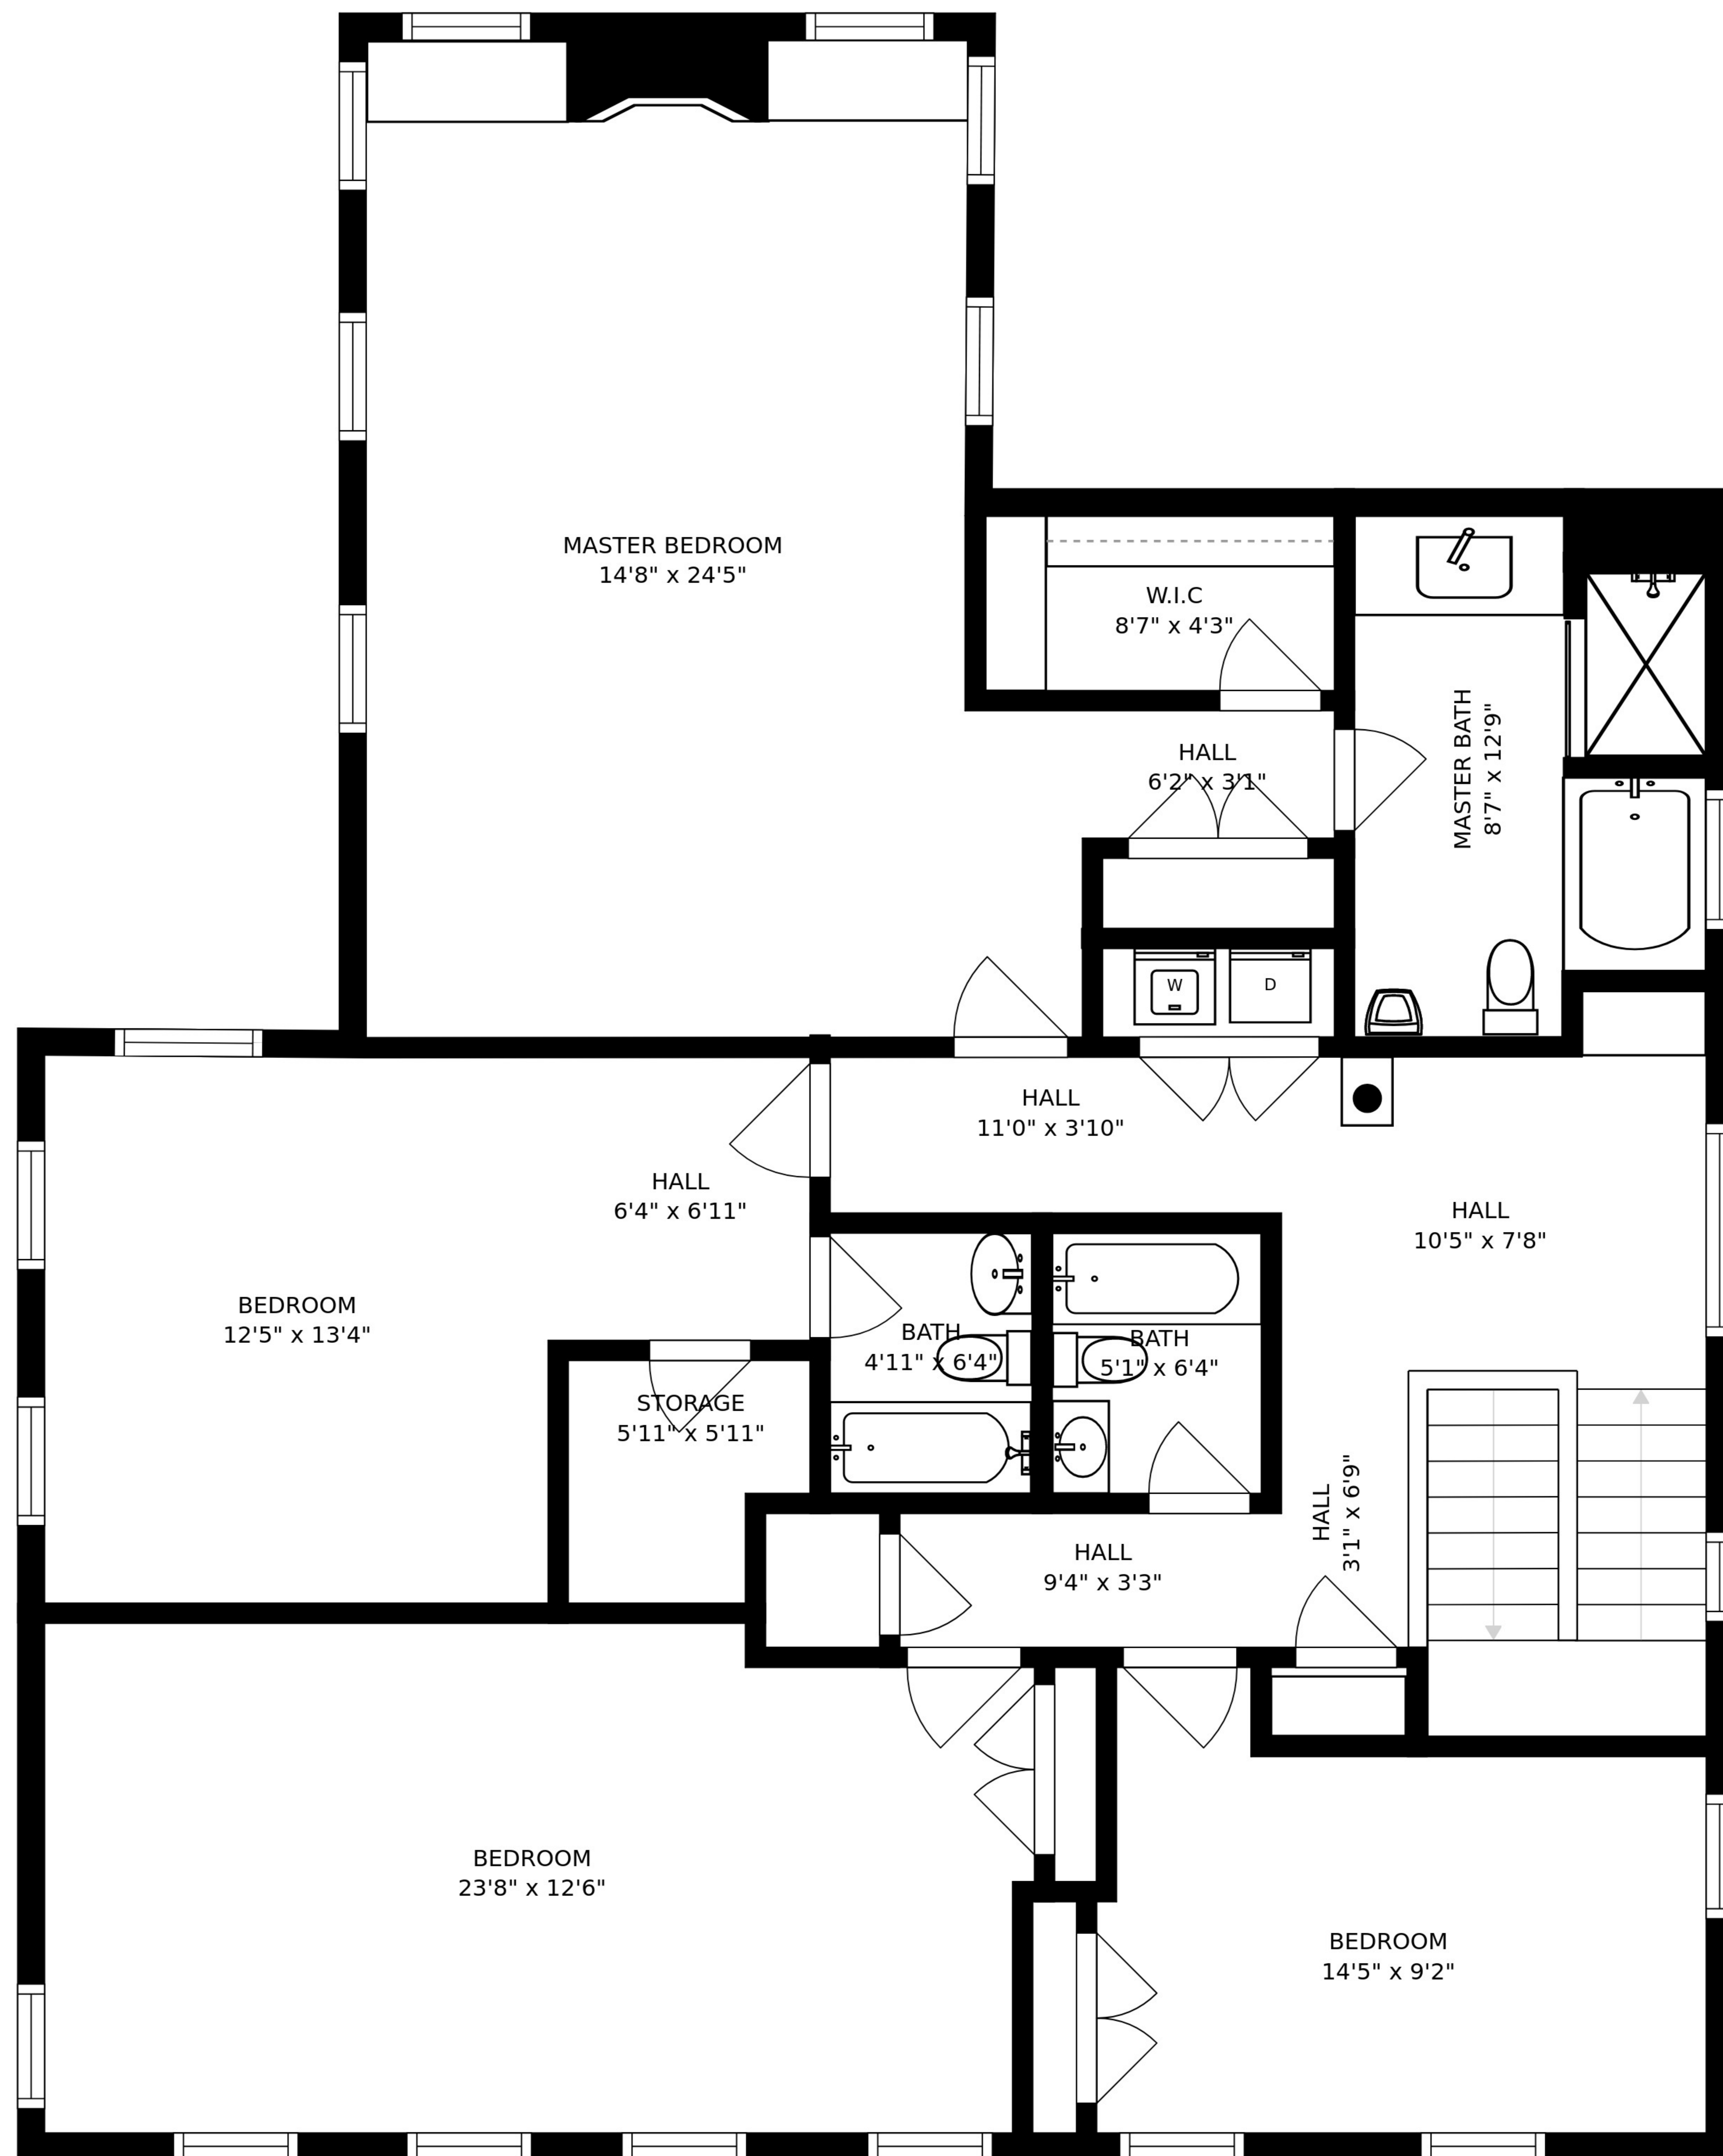 MASTER BEDROOM
14'8" x 24'5"
W.I.C
8'7" x 4'3"
HALL
6'2" x 3'1"
MASTER BATH
8'7" x 12'9"
W
D
HALL
11'0" x 3'10"
HALL
6'4" x 6'11"
HALL
10'5" x 7'8"
BEDROOM
12'5" x 13'4"
BATH
4'11" x 6'4"
BATH
5'1" x 6'4"
STORAGE
5'11" x 5'11"
HALL
3'1" x 6'9"
HALL
9'4" x 3'3"
BEDROOM
23'8" x 12'6"
BEDROOM
14'5" x 9'2"